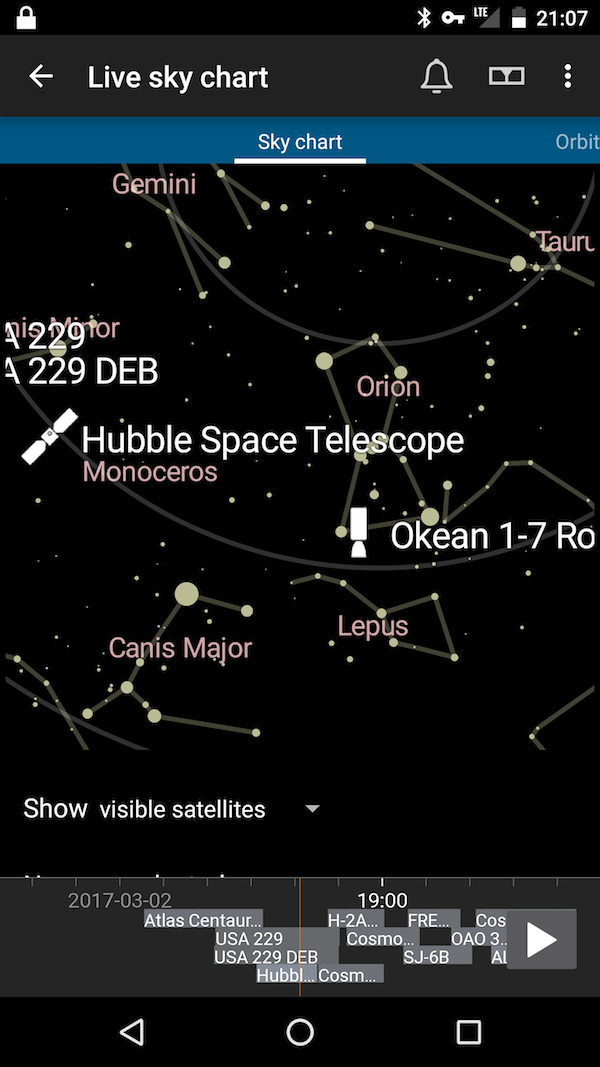 LTE 21:07
Live sky chart
Sky chart Orbit
Gemini
Tauru
nis Minor
A 229
A 229 DEB
Orion
Hubble Space Telescope
Monoceros
Okean 1-7 Ro
Lepus
Canis Major
Show visible satellites
2017-03-02 19:00
Atlas Centaur... H-2A... FRE... Cos
USA 229 Cosmo... OAO 3..
USA 229 DEB SJ-6B AL
Hubbl... Cosm...